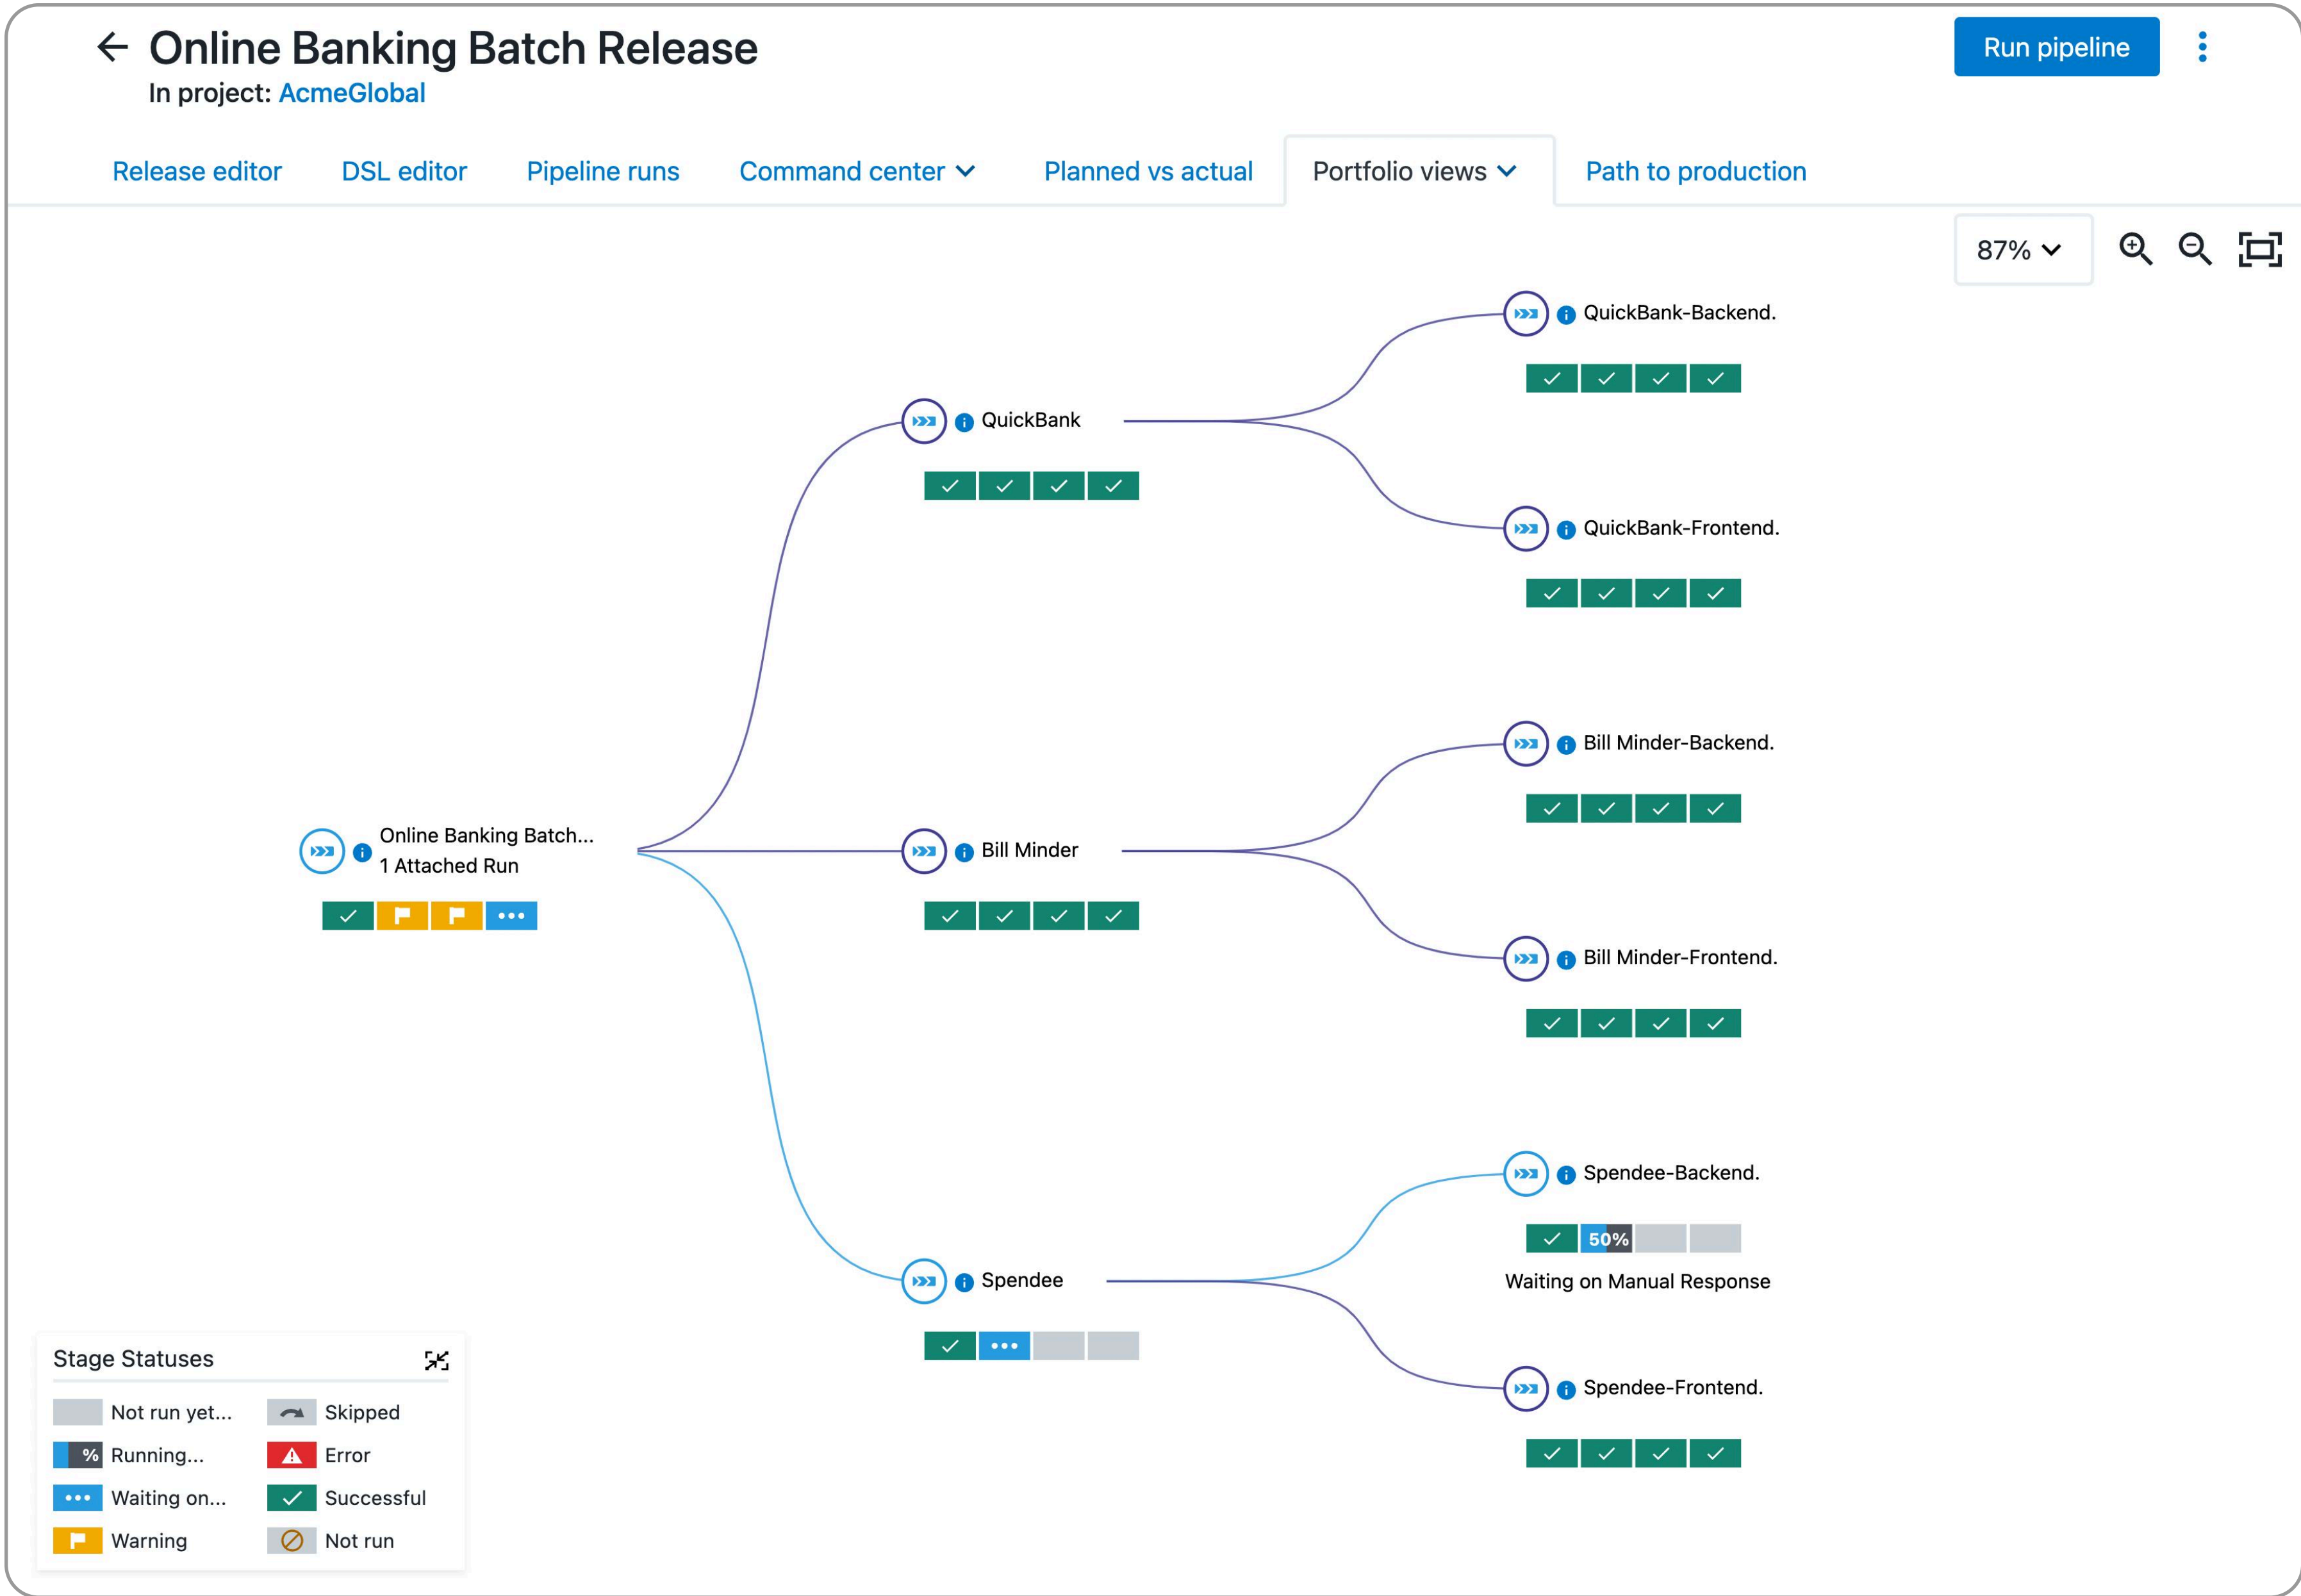 Online Banking Batch Release
Run pipeline
In project: AcmeGlobal
Release editor
DSL editor
Pipeline runs
Command center
Planned vs actual
Portfolio views
Path to production
87%
QuickBank-Backend.
QuickBank
QuickBank-Frontend.
Bill Minder-Backend.
Online Banking Batch...
1 Attached Run
Bill Minder
Bill Minder-Frontend.
Spendee-Backend.
50%
Waiting on Manual Response
Spendee
Spendee-Frontend.
Stage Statuses
Not run yet...
Skipped
% Running...
Error
Waiting on...
Successful
Warning
Not run